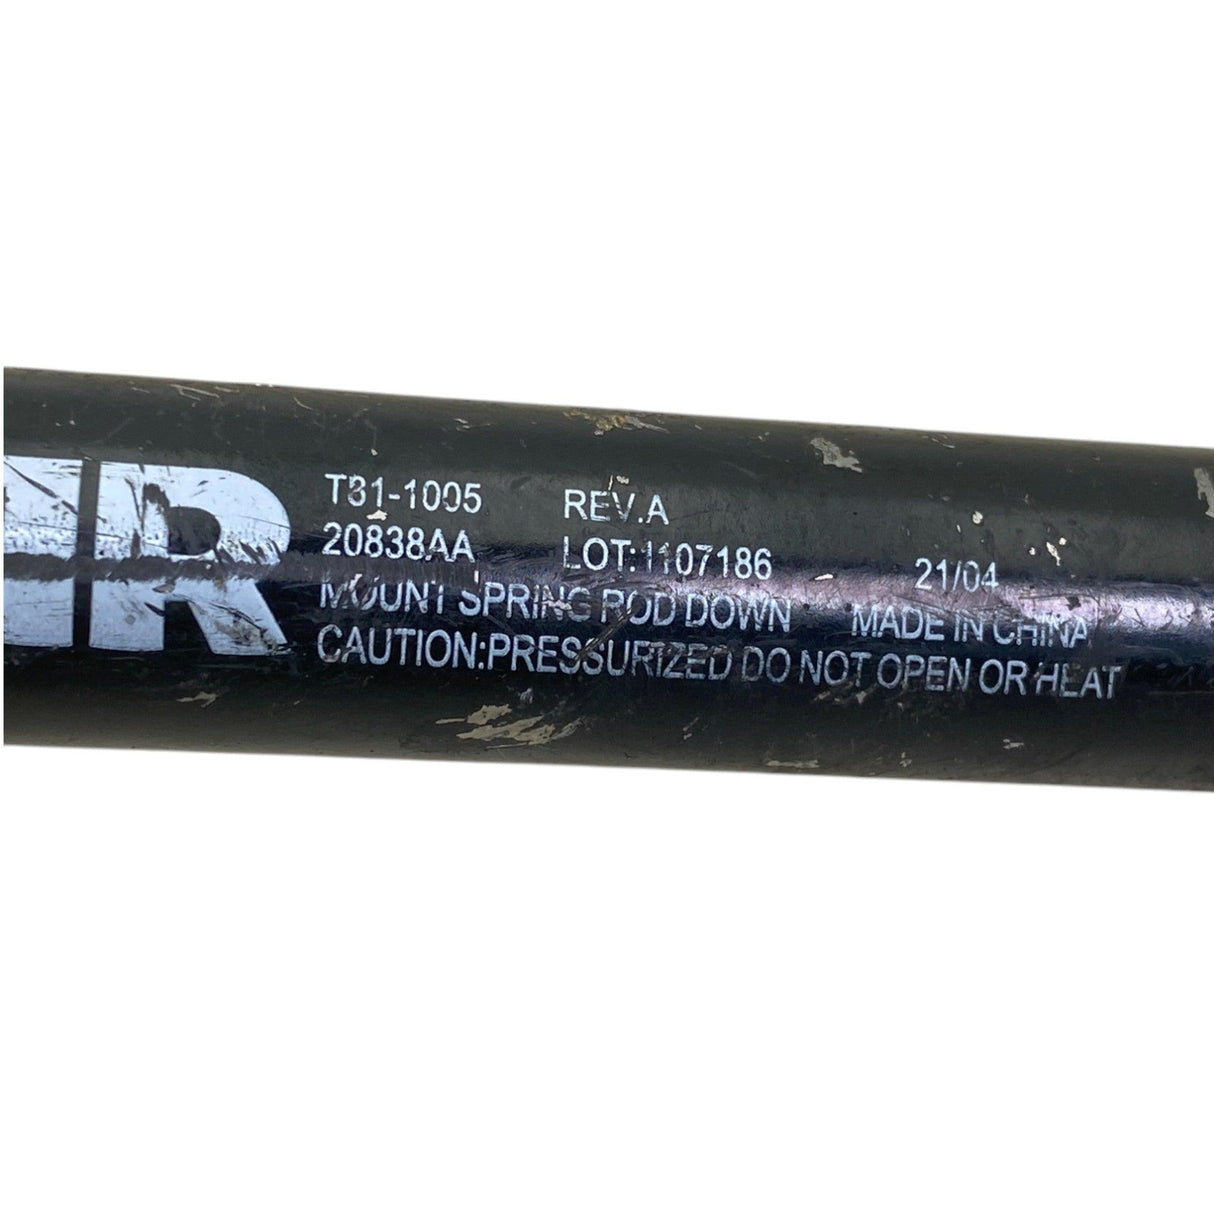 T31-1005 REV.A
20838AA LOT:I107186 21/04
MOUNT SPRING ROD DOWN MADE IN CHINA
CAUTION:PRESSURIZED DO NOT OPEN OR HEAT